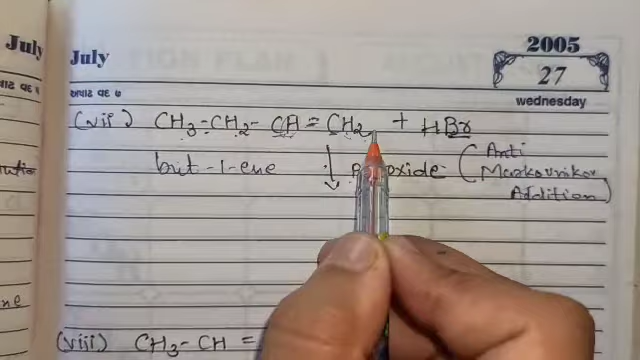 July
July
2005
27
wednesday
(vii) CH3-CH2-CH=CH2 + HBr
but-1-ene ↓ oxide (Anti
Markovnikov
Addition)
(viii) CH3-CH=